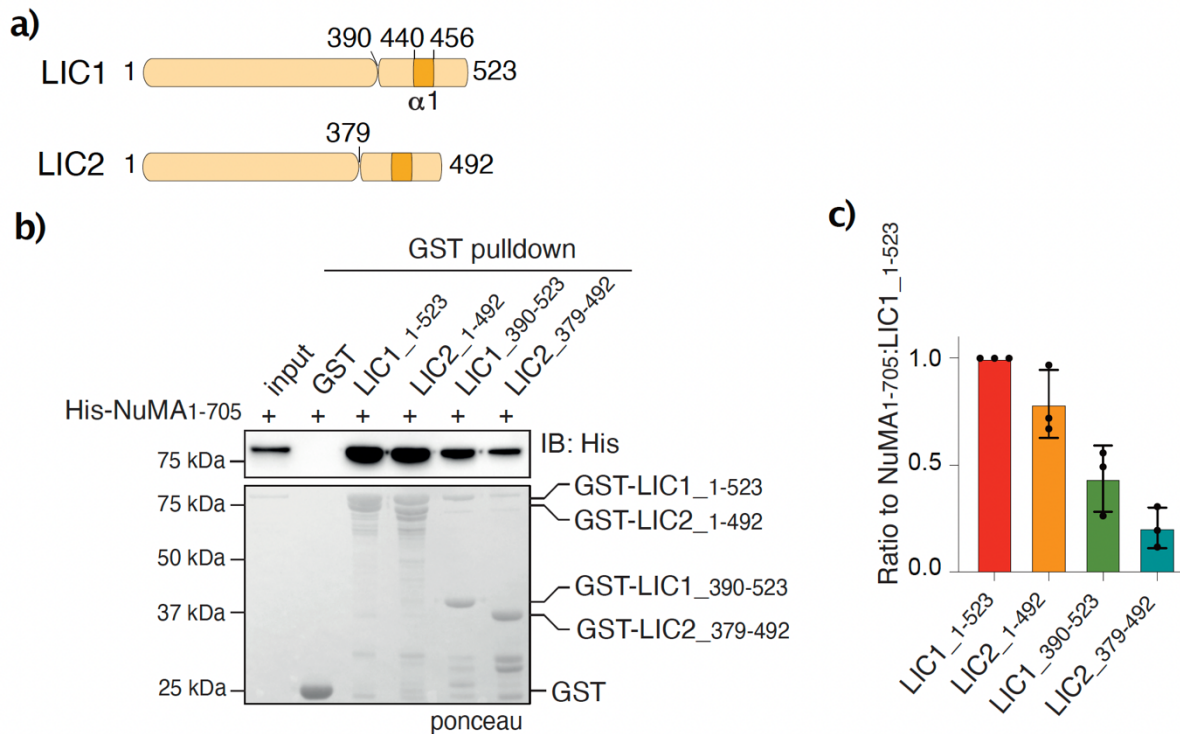 a)
390 440 456
LIC1 1 523
α1
379
LIC2 1 492
b)
GST pulldown
input
GST
LIC1_1-523
LIC2_1-492
LIC1_390-523
LIC2_379-492
His-NuMA1-705 + + + + + +
75 kDa
IB: His
75 kDa
50 kDa
37 kDa
25 kDa
GST-LIC1_1-523
GST-LIC2_1-492
GST-LIC1_390-523
GST-LIC2_379-492
GST
ponceau
c)
Ratio to NuMA1-705:LIC1_1-523
1.0
0.5
0.0
LIC1_1-523
LIC2_1-492
LIC1_390-523
LIC2_379-492